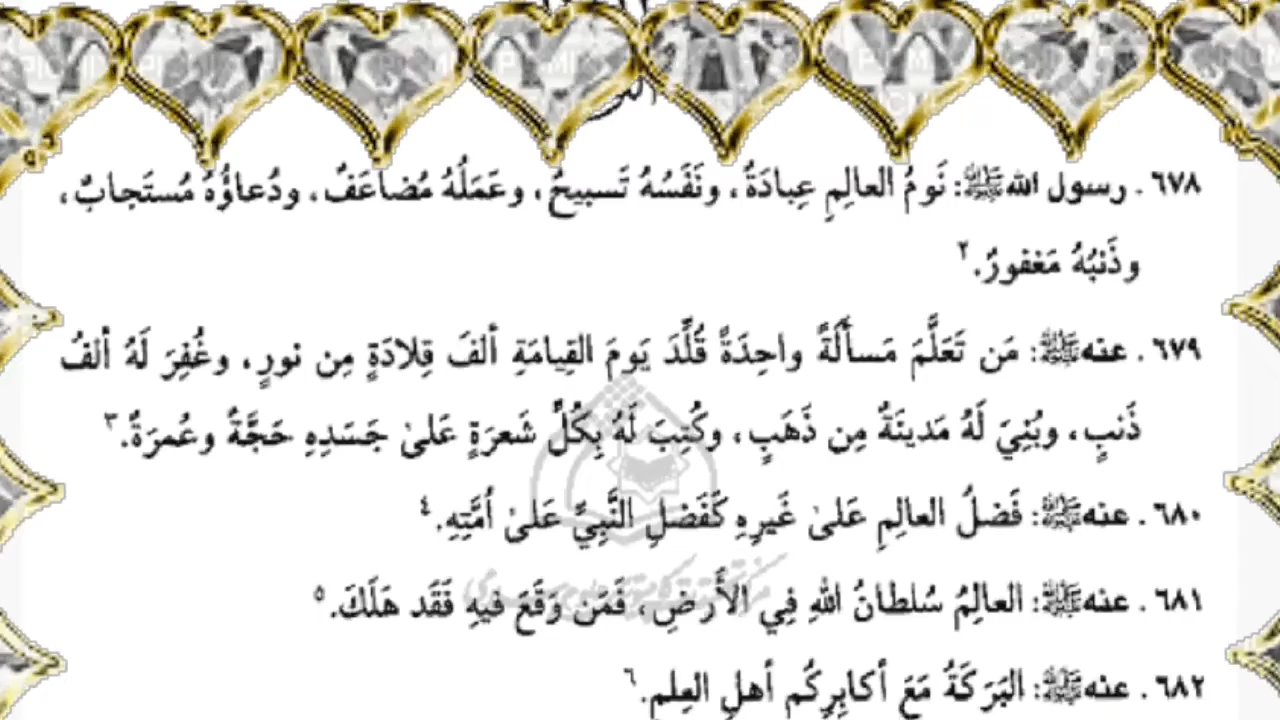 ٦٧٨ . رسول الله ﷺ: نَومُ العالِمِ عِبادَةٌ، ونَفَسُهُ تَسبيحٌ، وعَمَلُهُ مُضاعَفٌ، ودُعاؤُهُ مُستَجابٌ،
وذَنبُهُ مَغفورٌ.٢
٦٧٩ . عنه ﷺ: مَن تَعَلَّمَ مَسأَلَةً واحِدَةً قُلِّدَ يَومَ القِيامَةِ ألفَ قِلادَةٍ مِن نورٍ، وغُفِرَ لَهُ ألفُ
ذَنبٍ، وبُنِيَ لَهُ مَدينَةٌ مِن ذَهَبٍ، وكُتِبَ لَهُ بِكُلِّ شَعرَةٍ عَلىٰ جَسَدِهِ حَجَّةٌ وعُمرَةٌ.٣
٦٨٠ . عنه ﷺ: فَضلُ العالِمِ عَلىٰ غَيرِهِ كَفَضلِ النَّبِيِّ عَلىٰ اُمَّتِهِ.٤
٦٨١ . عنه ﷺ: العالِمُ سُلطانُ اللهِ فِي الأَرضِ، فَمَن وَقَعَ فيهِ فَقَد هَلَكَ.٥
٦٨٢ . عنه ﷺ: البَرَكَةُ مَعَ أكابِرِكُم أهلِ العِلمِ.٦